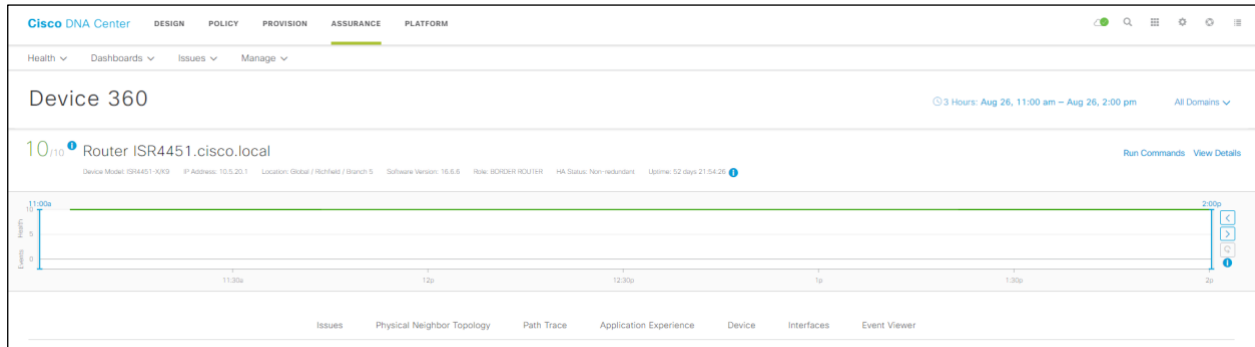 Cisco DNA Center DESIGN POLICY PROVISION ASSURANCE PLATFORM
Health Dashboards Issues Manage
Device 360
3 Hours: Aug 26, 11:00 am – Aug 26, 2:00 pm All Domains
10/10 Router ISR4451.cisco.local
Run Commands View Details
Device Model: ISR4451-X/K9 IP Address: 10.5.20.1 Location: Global / Richfield / Branch 5 Software Version: 16.6.6 Role: BORDER ROUTER HA Status: Non-redundant Uptime: 52 days 21:54:26
11:00a 2:00p
10
Health
5
Events
0
11:30a 12p 12:30p 1p 1:30p 2p
Issues Physical Neighbor Topology Path Trace Application Experience Device Interfaces Event Viewer